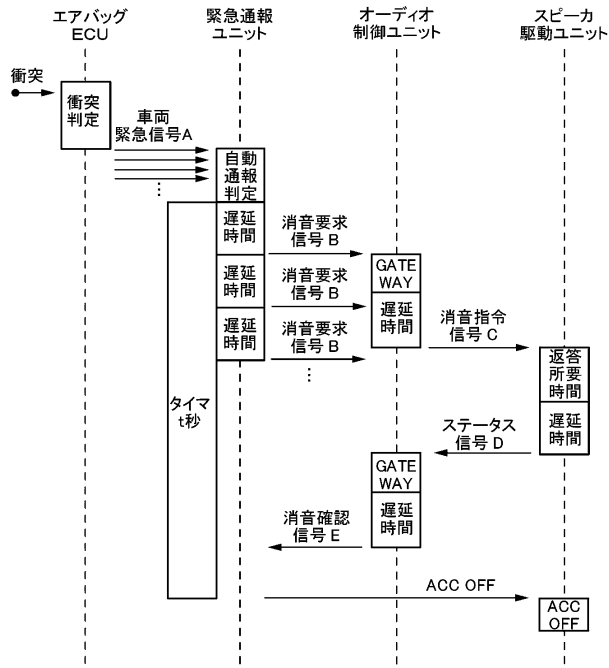 エアバッグ
ECU
緊急通報
ユニット
オーディオ
制御ユニット
スピーカ
駆動ユニット
衝突
衝突
判定
車両
緊急信号A
⋮
自動
通報
判定
遅延
時間
消音要求
信号 B
GATE
WAY
遅延
時間
消音要求
信号 B
遅延
時間
消音指令
信号 C
遅延
時間
消音要求
信号 B
⋮
返答
所要
時間
タイマ
t秒
遅延
時間
ステータス
信号 D
GATE
WAY
遅延
時間
消音確認
信号 E
ACC OFF
ACC
OFF